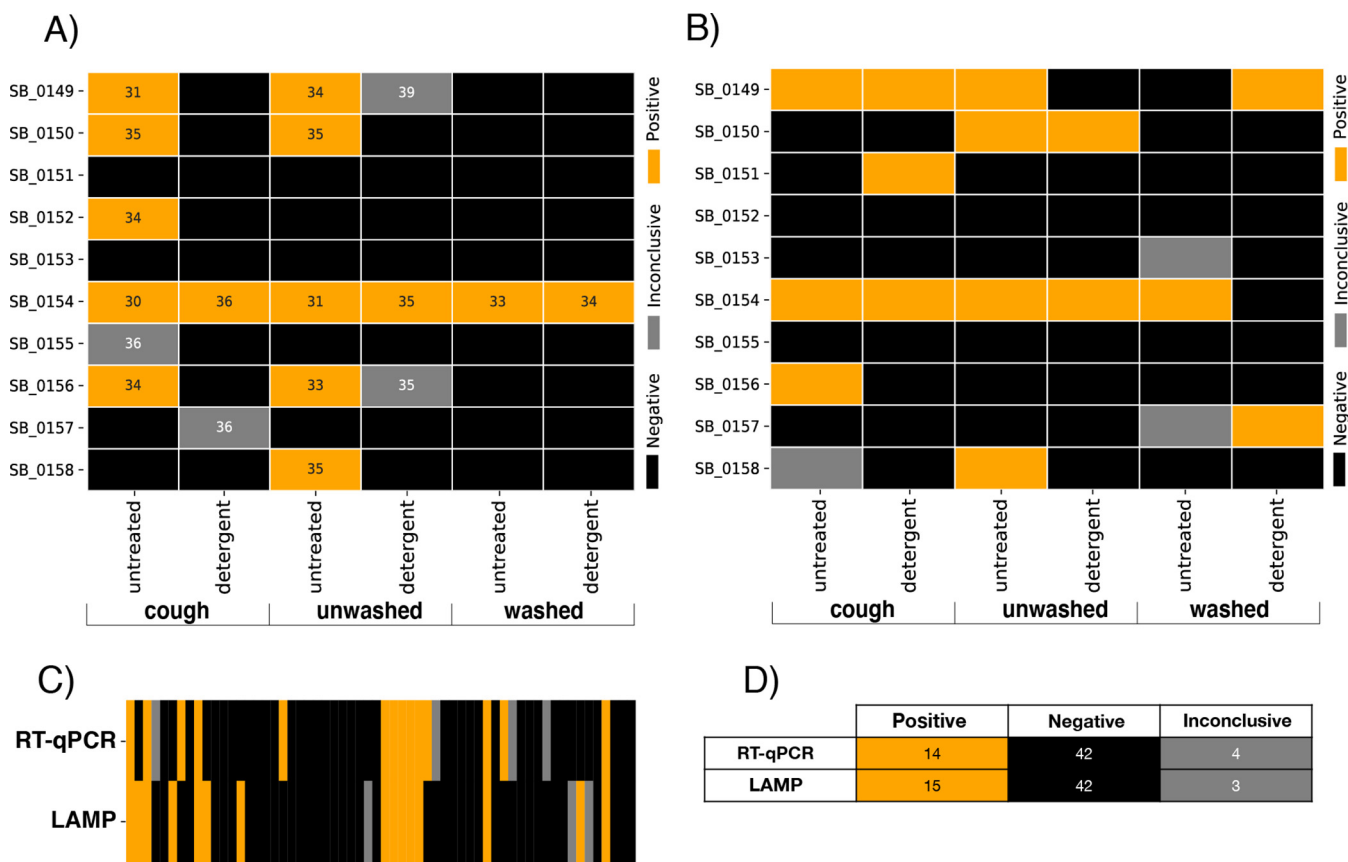 A)
SB_0149
31
34
39
SB_0150
35
35
SB_0151
SB_0152
34
SB_0153
SB_0154
30
36
31
35
33
34
SB_0155
36
SB_0156
34
33
35
SB_0157
36
SB_0158
35
untreated
detergent
untreated
detergent
untreated
detergent
cough
unwashed
washed
Positive
Inconclusive
Negative
B)
SB_0149
SB_0150
SB_0151
SB_0152
SB_0153
SB_0154
SB_0155
SB_0156
SB_0157
SB_0158
untreated
detergent
untreated
detergent
untreated
detergent
cough
unwashed
washed
Positive
Inconclusive
Negative
C)
RT-qPCR
LAMP
D)
Positive Negative Inconclusive
RT-qPCR 14 42 4
LAMP 15 42 3